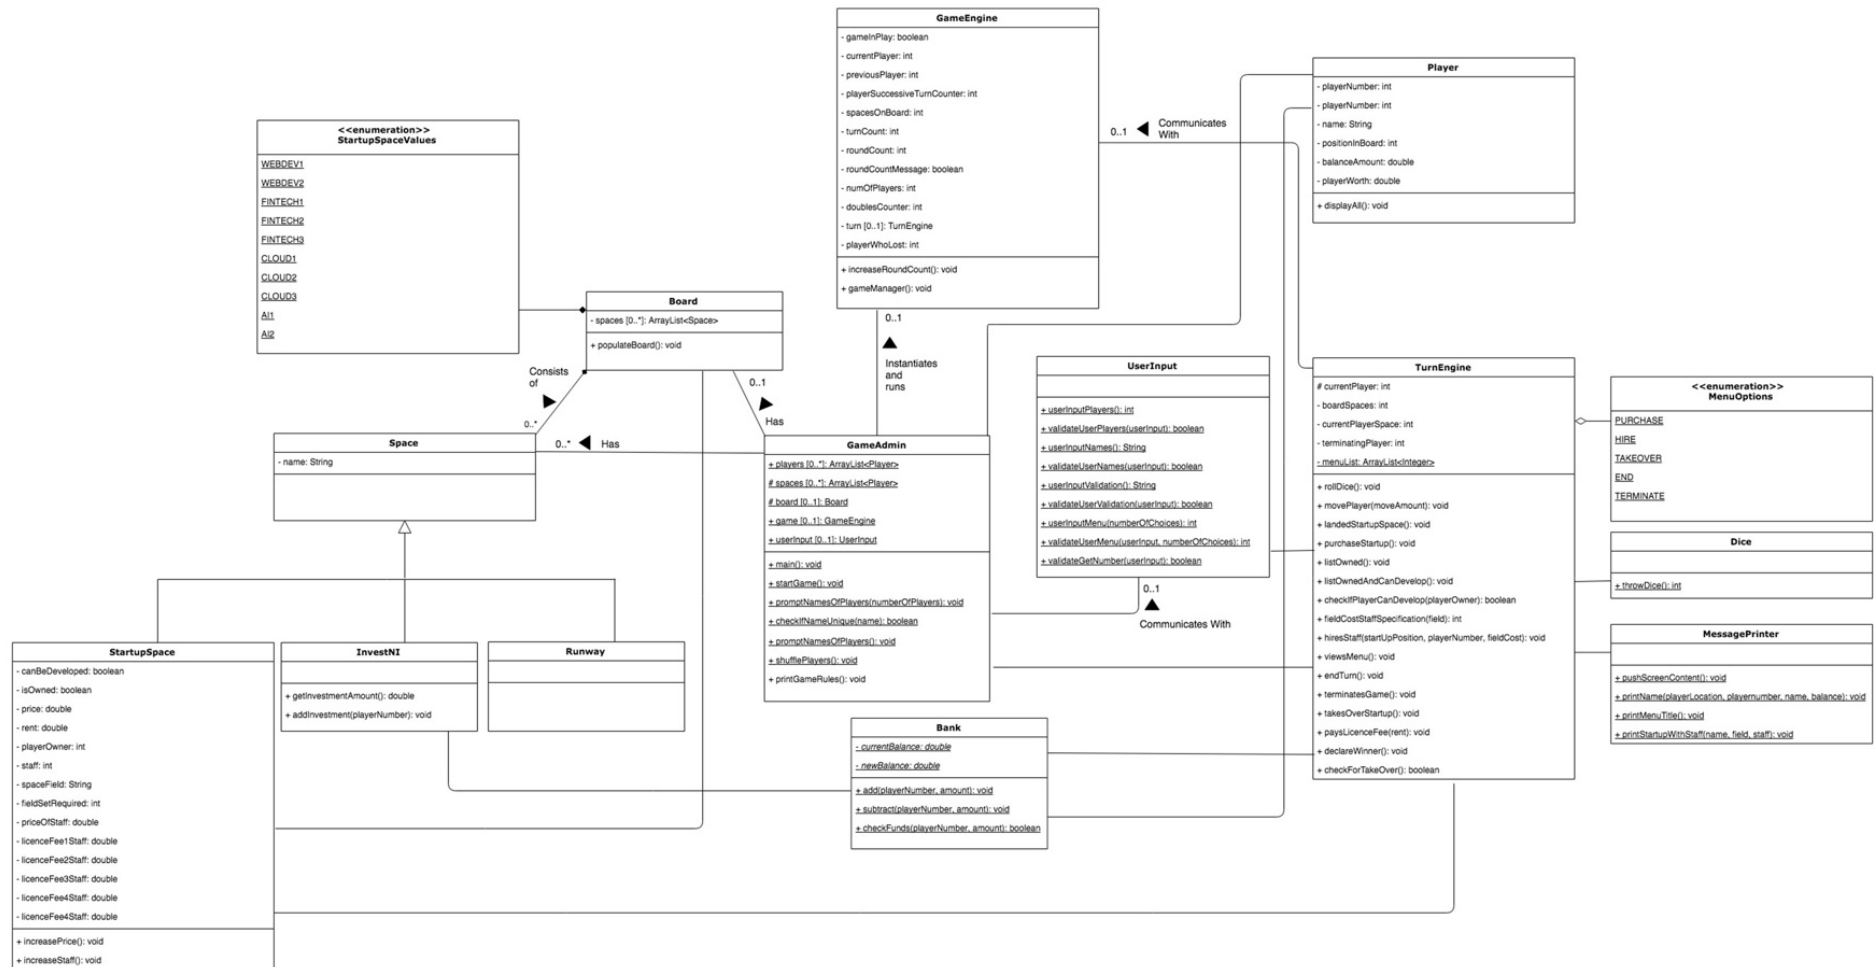 GameEngine
- gameInPlay: boolean
- currentPlayer: int
- previousPlayer: int
- playerSuccessiveTurnCounter: int
- spacesOnBoard: int
- turnCount: int
- roundCount: int
- roundCountMessage: boolean
- numOfPlayers: int
- doublesCounter: int
- turn [0..1]: TurnEngine
- playerWhoLost: int
+ increaseRoundCount(): void
+ gameManager(): void
Player
- playerNumber: int
- playerNumber: int
- name: String
- positionInBoard: int
- balanceAmount: double
- playerWorth: double
+ displayAll(): void
0..1
Communicates
With
<<enumeration>>
StartupSpaceValues
WEBDEV1
WEBDEV2
FINTECH1
FINTECH2
FINTECH3
CLOUD1
CLOUD2
CLOUD3
AI1
AI2
Board
- spaces [0..*]: ArrayList<Space>
+ populateBoard(): void
Consists
of
0..*
0..1
Has
0..1
Instantiates
and
runs
Space
- name: String
0..*
Has
GameAdmin
+ players [0..*]: ArrayList<Player>
# spaces [0..*]: ArrayList<Player>
# board [0..1]: Board
+ game [0..1]: GameEngine
+ userInput [0..1]: UserInput
+ main(): void
+ startGame(): void
+ promptNamesOfPlayers(numberOfPlayers): void
+ checkIfNameUnique(name): boolean
+ promptNamesOfPlayers(): void
+ shufflePlayers(): void
+ printGameRules(): void
UserInput
+ userInputPlayers(): int
+ validateUserPlayers(userInput): boolean
+ userInputNames(): String
+ validateUserNames(userInput): boolean
+ userInputValidation(): String
+ validateUserValidation(userInput): boolean
+ userInputMenu(numberOfChoices): int
+ validateUserMenu(userInput, numberOfChoices): int
+ validateGetNumber(userInput): boolean
0..1
Communicates With
TurnEngine
# currentPlayer: int
- boardSpaces: int
- currentPlayerSpace: int
- terminatingPlayer: int
- menuList: ArrayList<Integer>
+ rollDice(): void
+ movePlayer(moveAmount): void
+ landedStartupSpace(): void
+ purchaseStartup(): void
+ listOwned(): void
+ listOwnedAndCanDevelop(): void
+ checkIfPlayerCanDevelop(playerOwner): boolean
+ fieldCostStaffSpecification(field): int
+ hiresStaff(startUpPosition, playerNumber, fieldCost): void
+ viewsMenu(): void
+ endTurn(): void
+ terminatesGame(): void
+ takesOverStartup(): void
+ paysLicenceFee(rent): void
+ declareWinner(): void
+ checkForTakeOver(): boolean
<<enumeration>>
MenuOptions
PURCHASE
HIRE
TAKEOVER
END
TERMINATE
Dice
+ throwDice(): int
MessagePrinter
+ pushScreenContent(): void
+ printName(playerLocation, playernumber, name, balance): void
+ printMenuTitle(): void
+ printStartupWithStaff(name, field, staff): void
StartupSpace
- canBeDeveloped: boolean
- isOwned: boolean
- price: double
- rent: double
- playerOwner: int
- staff: int
- spaceField: String
- fieldSetRequired: int
- priceOfStaff: double
- licenceFee1Staff: double
- licenceFee2Staff: double
- licenceFee3Staff: double
- licenceFee4Staff: double
- licenceFee4Staff: double
+ increasePrice(): void
+ increaseStaff(): void
InvestNI
+ getInvestmentAmount(): double
+ addInvestment(playerNumber): void
Runway
Bank
- currentBalance: double
- newBalance: double
+ add(playerNumber, amount): void
+ subtract(playerNumber, amount): void
+ checkFunds(playerNumber, amount): boolean